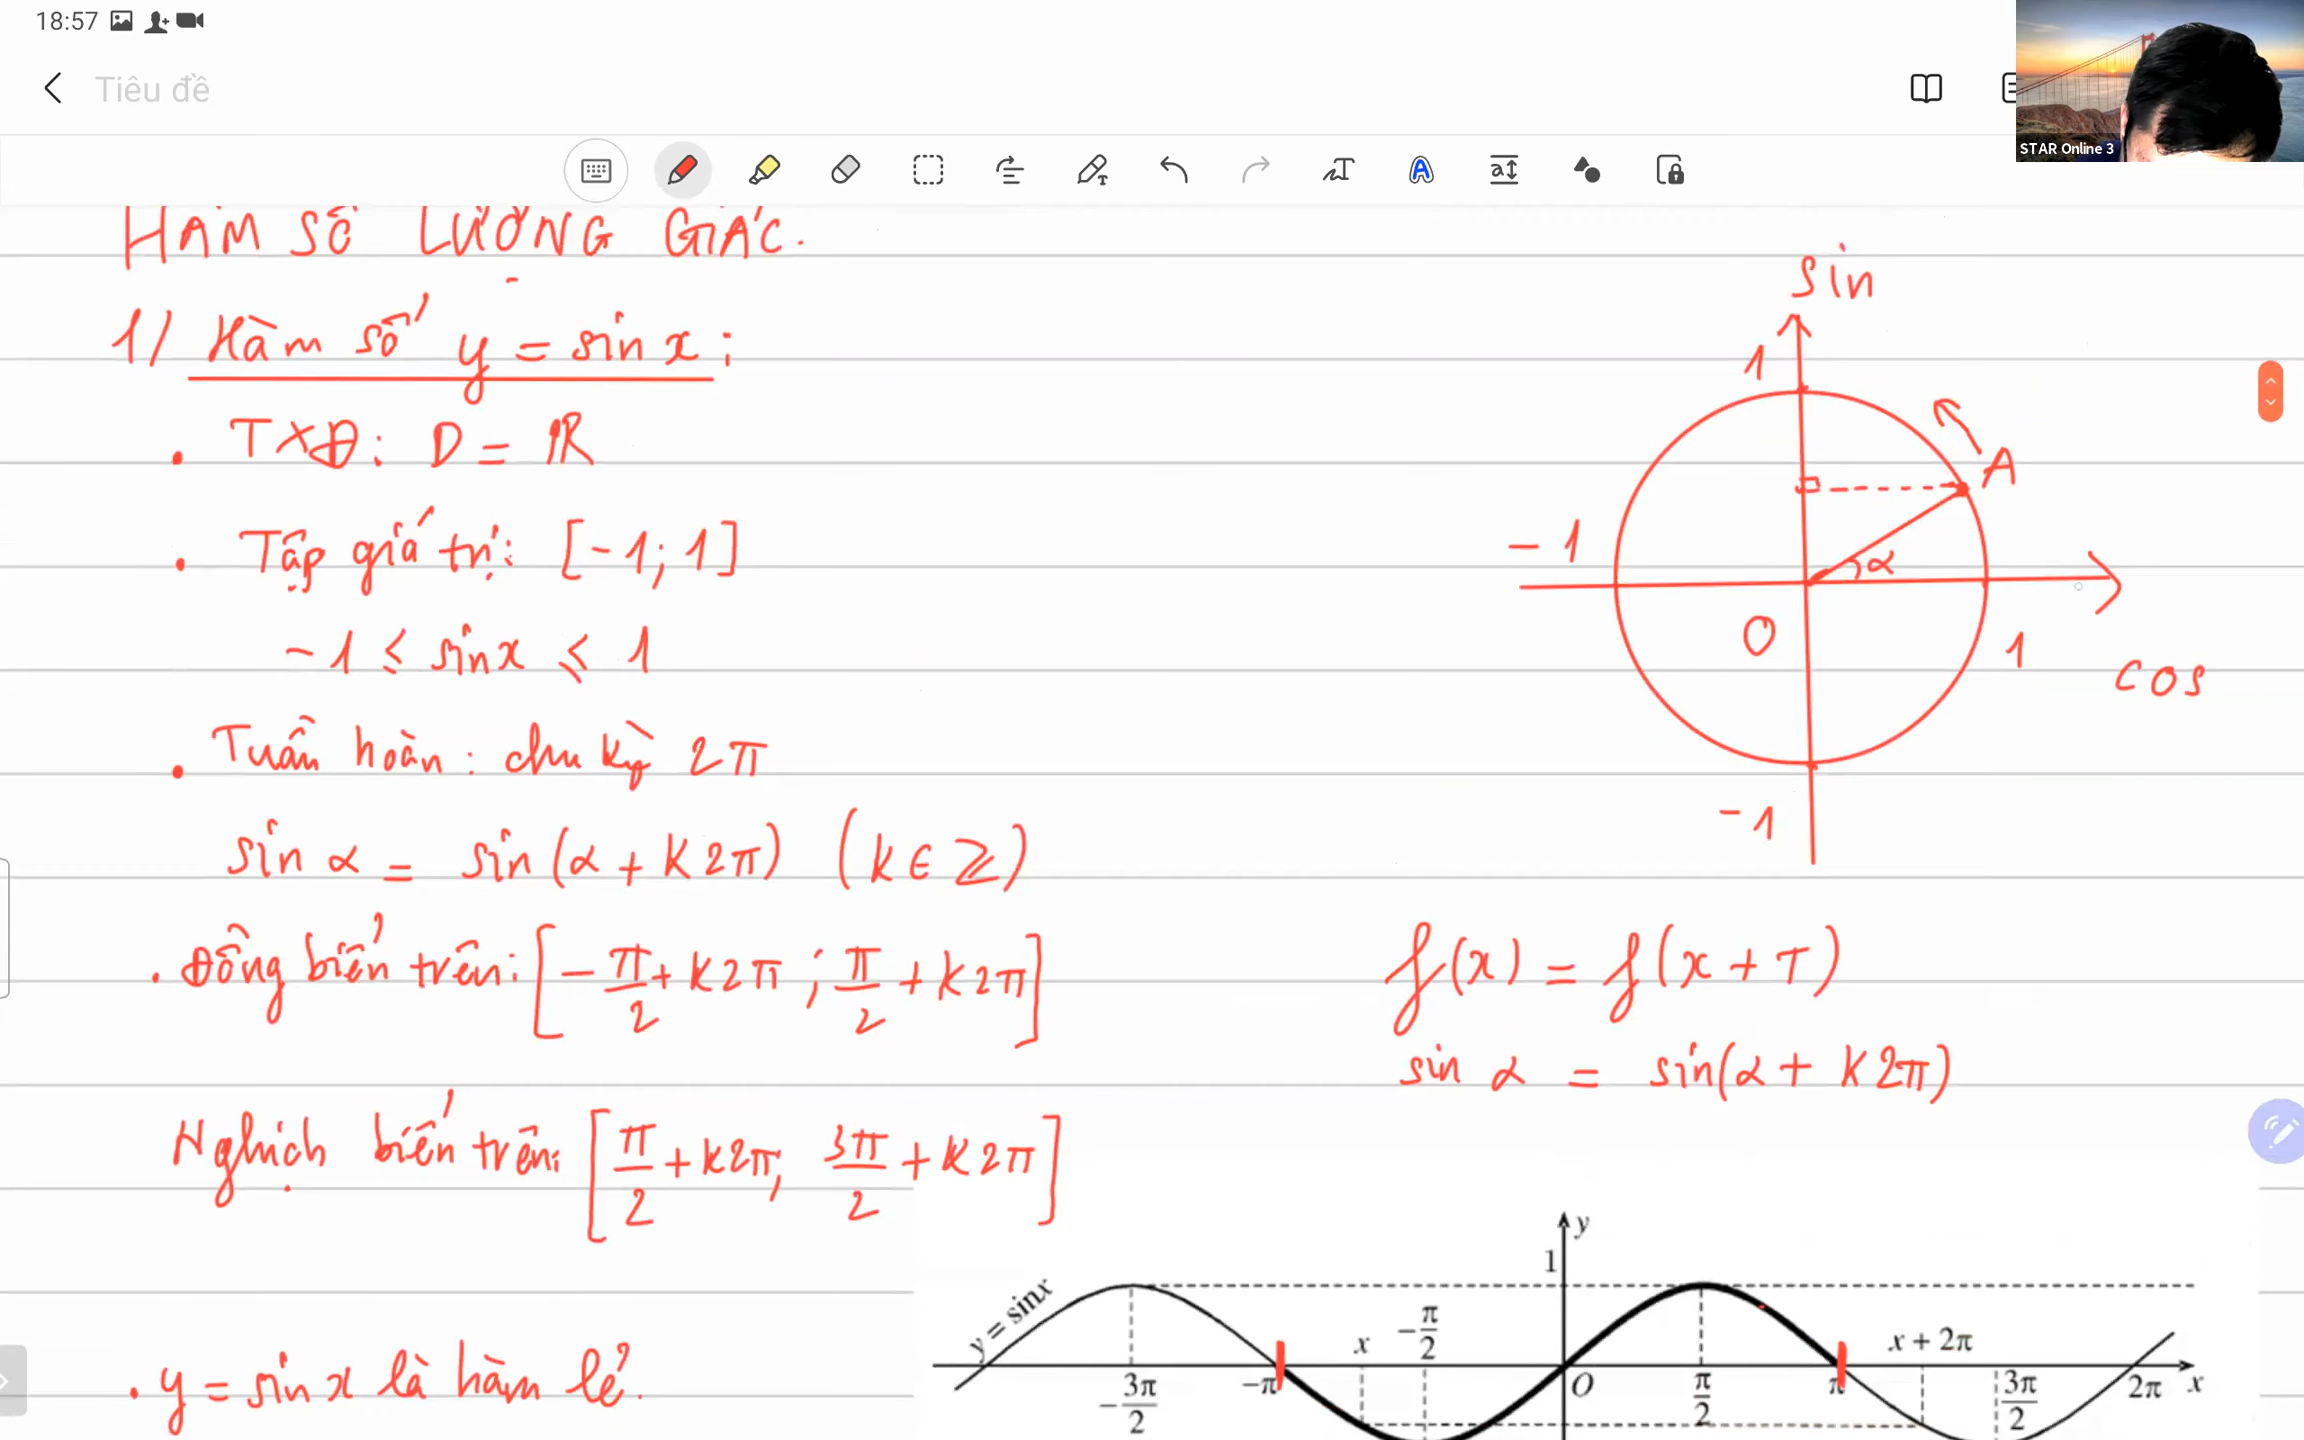 18:57
Tiêu đề
STAR Online 3
HÀM SỐ LƯỢNG GIÁC.
1/ Hàm số y = sin x :
• TXĐ: D = ℝ
• Tập giá trị: [-1; 1]
-1 ≤ sinx ≤ 1
• Tuần hoàn: chu kỳ 2π
sin α = sin(α + k2π) (k ∈ ℤ)
• Đồng biến trên: [-π/2 + k2π ; π/2 + k2π]
Nghịch biến trên: [π/2 + k2π; 3π/2 + k2π]
• y = sin x là hàm lẻ.
sin
1
A
-1
α
O
1
cos
-1
f(x) = f(x + T)
sin α = sin(α + k2π)
y
1
y = sinx
x
-π/2
x + 2π
-3π/2
-π
O
π/2
π
3π/2
2π
x